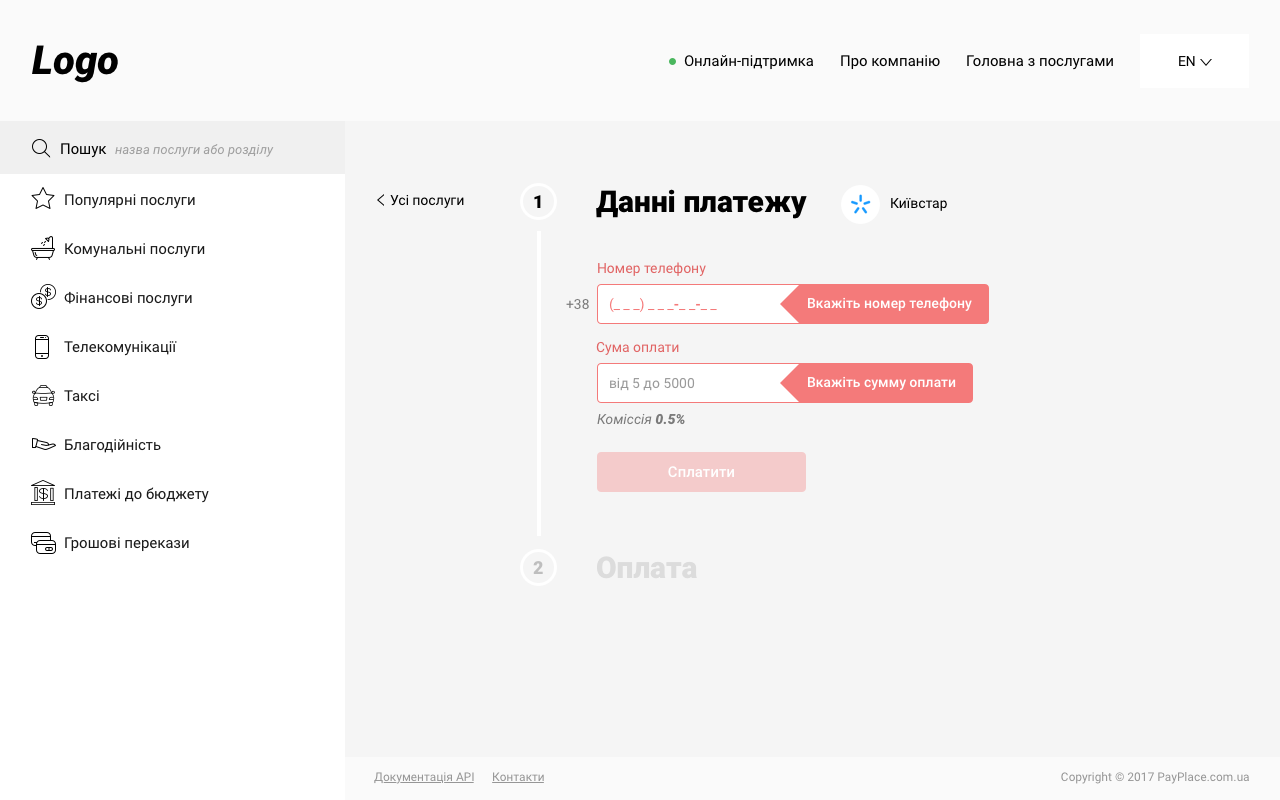 Logo
Онлайн-підтримка
Про компанію
Головна з послугами
EN
Пошук назва послуги або розділу
Популярні послуги
Комунальні послуги
Фінансові послуги
Телекомунікації
Таксі
Благодійність
Платежі до бюджету
Грошові перекази
Усі послуги
1
Данні платежу
Київстар
Номер телефону
+38 (_ _ _) _ _ _-_ _-_ _
Вкажіть номер телефону
Сума оплати
від 5 до 5000
Вкажіть сумму оплати
Коміссія 0.5%
Сплатити
2
Оплата
Документація API
Контакти
Copyright © 2017 PayPlace.com.ua